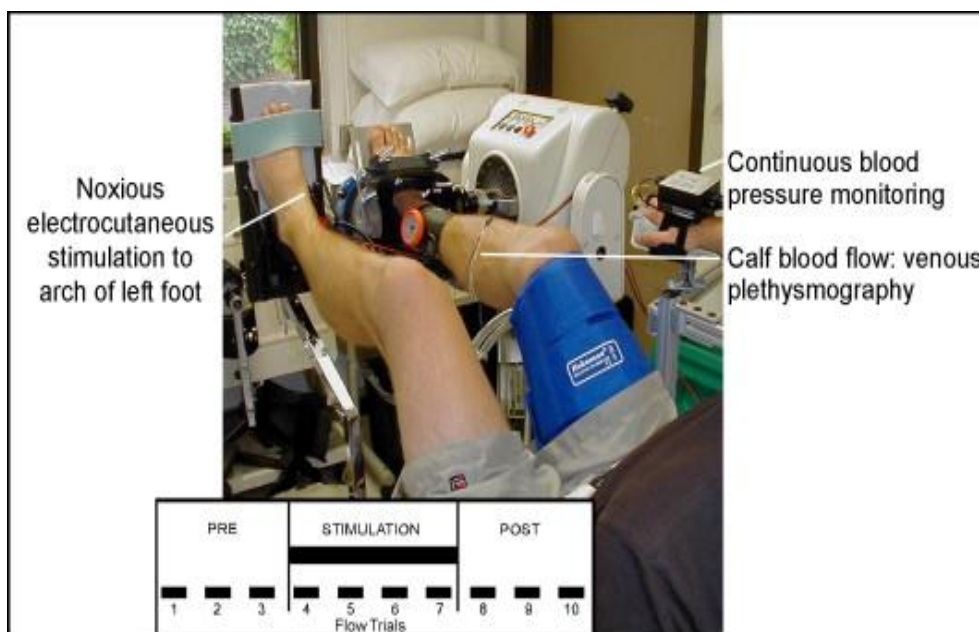 Noxious
electrocutaneous
stimulation to
arch of left foot
Continuous blood
pressure monitoring
Calf blood flow: venous
plethysmography
PRE
STIMULATION
POST
1 2 3 4 5 6 7 8 9 10
Flow Trials